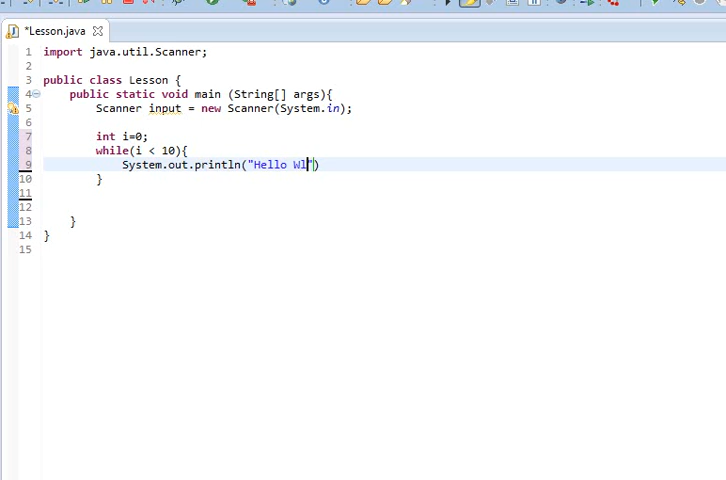 *Lesson.java
1 import java.util.Scanner;
2
3 public class Lesson {
4 public static void main (String[] args){
5 Scanner input = new Scanner(System.in);
6
7 int i=0;
8 while(i < 10){
9 System.out.println("Hello Wl")
10 }
11
12
13 }
14 }
15